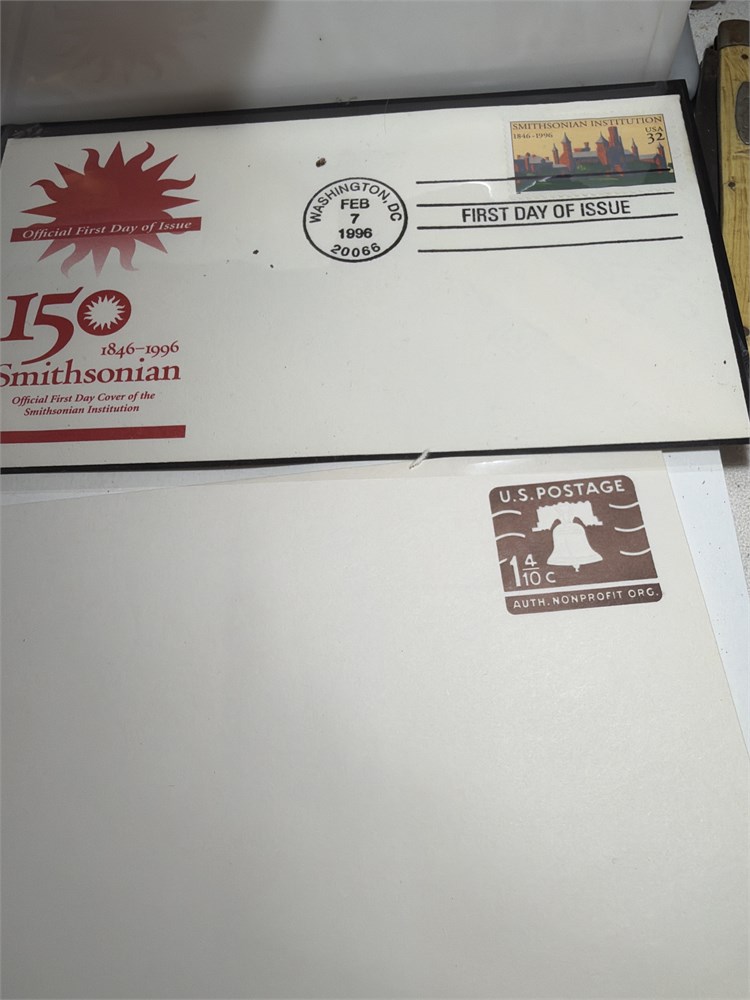 SMITHSONIAN INSTITUTION
1846-1996
USA
32
WASHINGTON, DC
FEB
7
1996
20066
FIRST DAY OF ISSUE
Official First Day of Issue
150
1846–1996
Smithsonian
Official First Day Cover of the
Smithsonian Institution
U.S. POSTAGE
1 4/10 c
AUTH. NONPROFIT ORG.